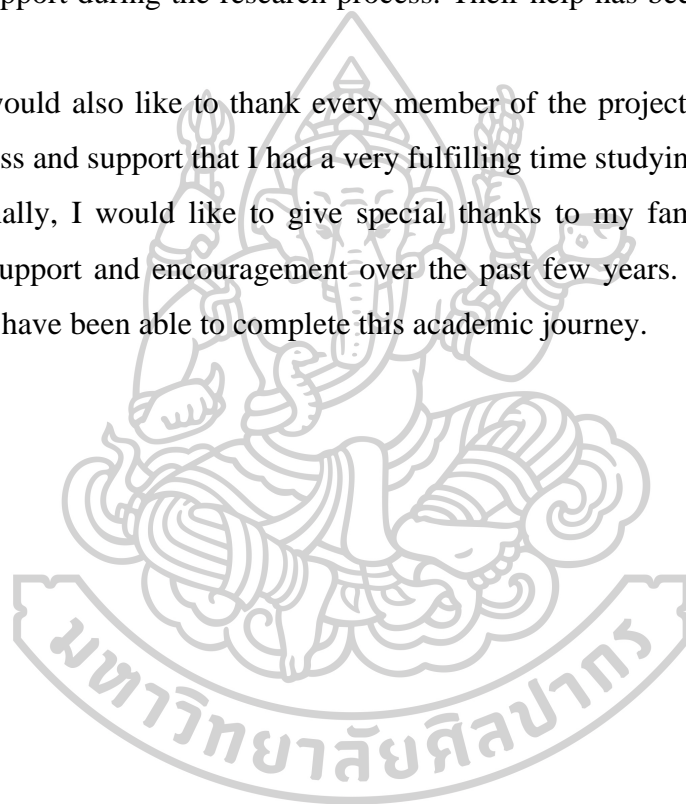 pport during the research process. Their help has bee
vould also like to thank every member of the project
ss and support that I had a very fulfilling time studyin
ally, I would like to give special thanks to my fan
upport and encouragement over the past few years.
have been able to complete this academic journey.
มหาวิทยาลัยศิลปากร